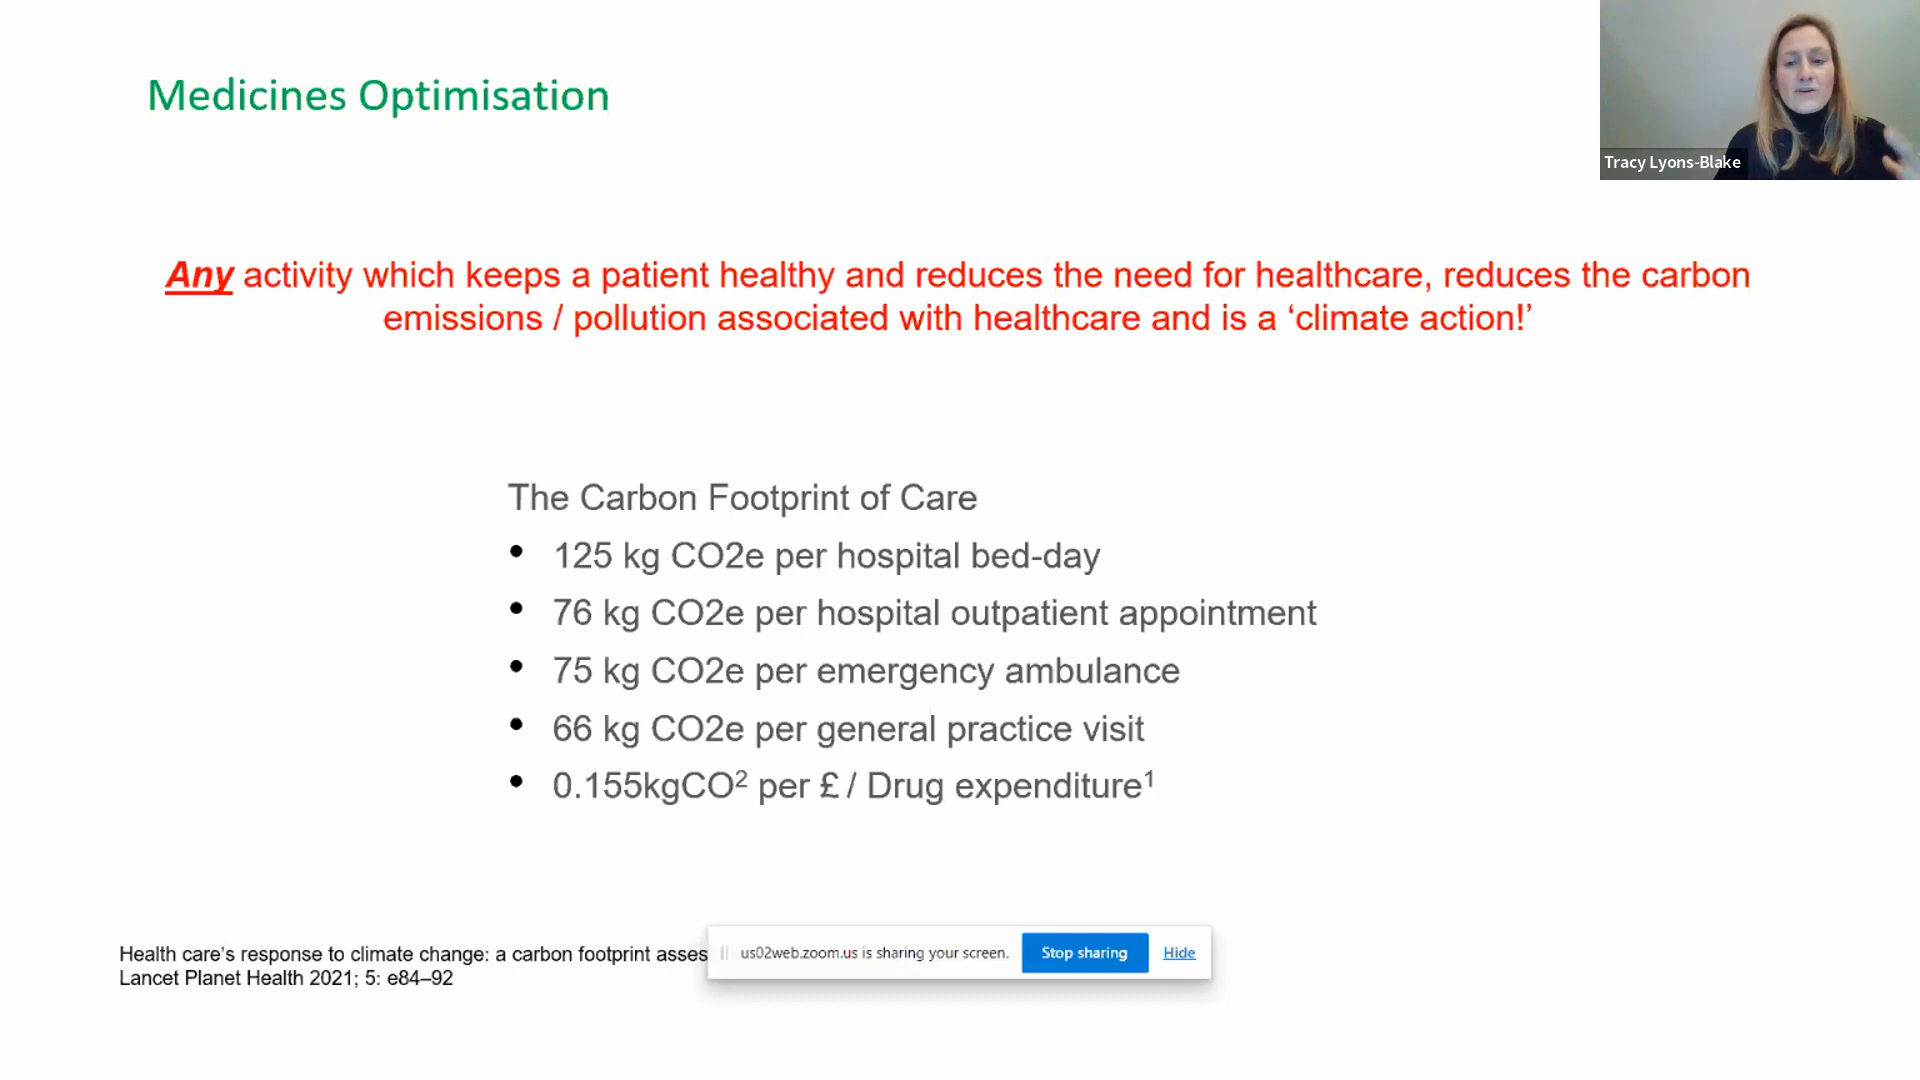 Medicines Optimisation
Tracy Lyons-Blake
Any activity which keeps a patient healthy and reduces the need for healthcare, reduces the carbon
emissions / pollution associated with healthcare and is a ‘climate action!’
The Carbon Footprint of Care
• 125 kg CO2e per hospital bed-day
• 76 kg CO2e per hospital outpatient appointment
• 75 kg CO2e per emergency ambulance
• 66 kg CO2e per general practice visit
• 0.155kgCO² per £ / Drug expenditure¹
Health care’s response to climate change: a carbon footprint asses
Lancet Planet Health 2021; 5: e84–92
us02web.zoom.us is sharing your screen.
Stop sharing
Hide